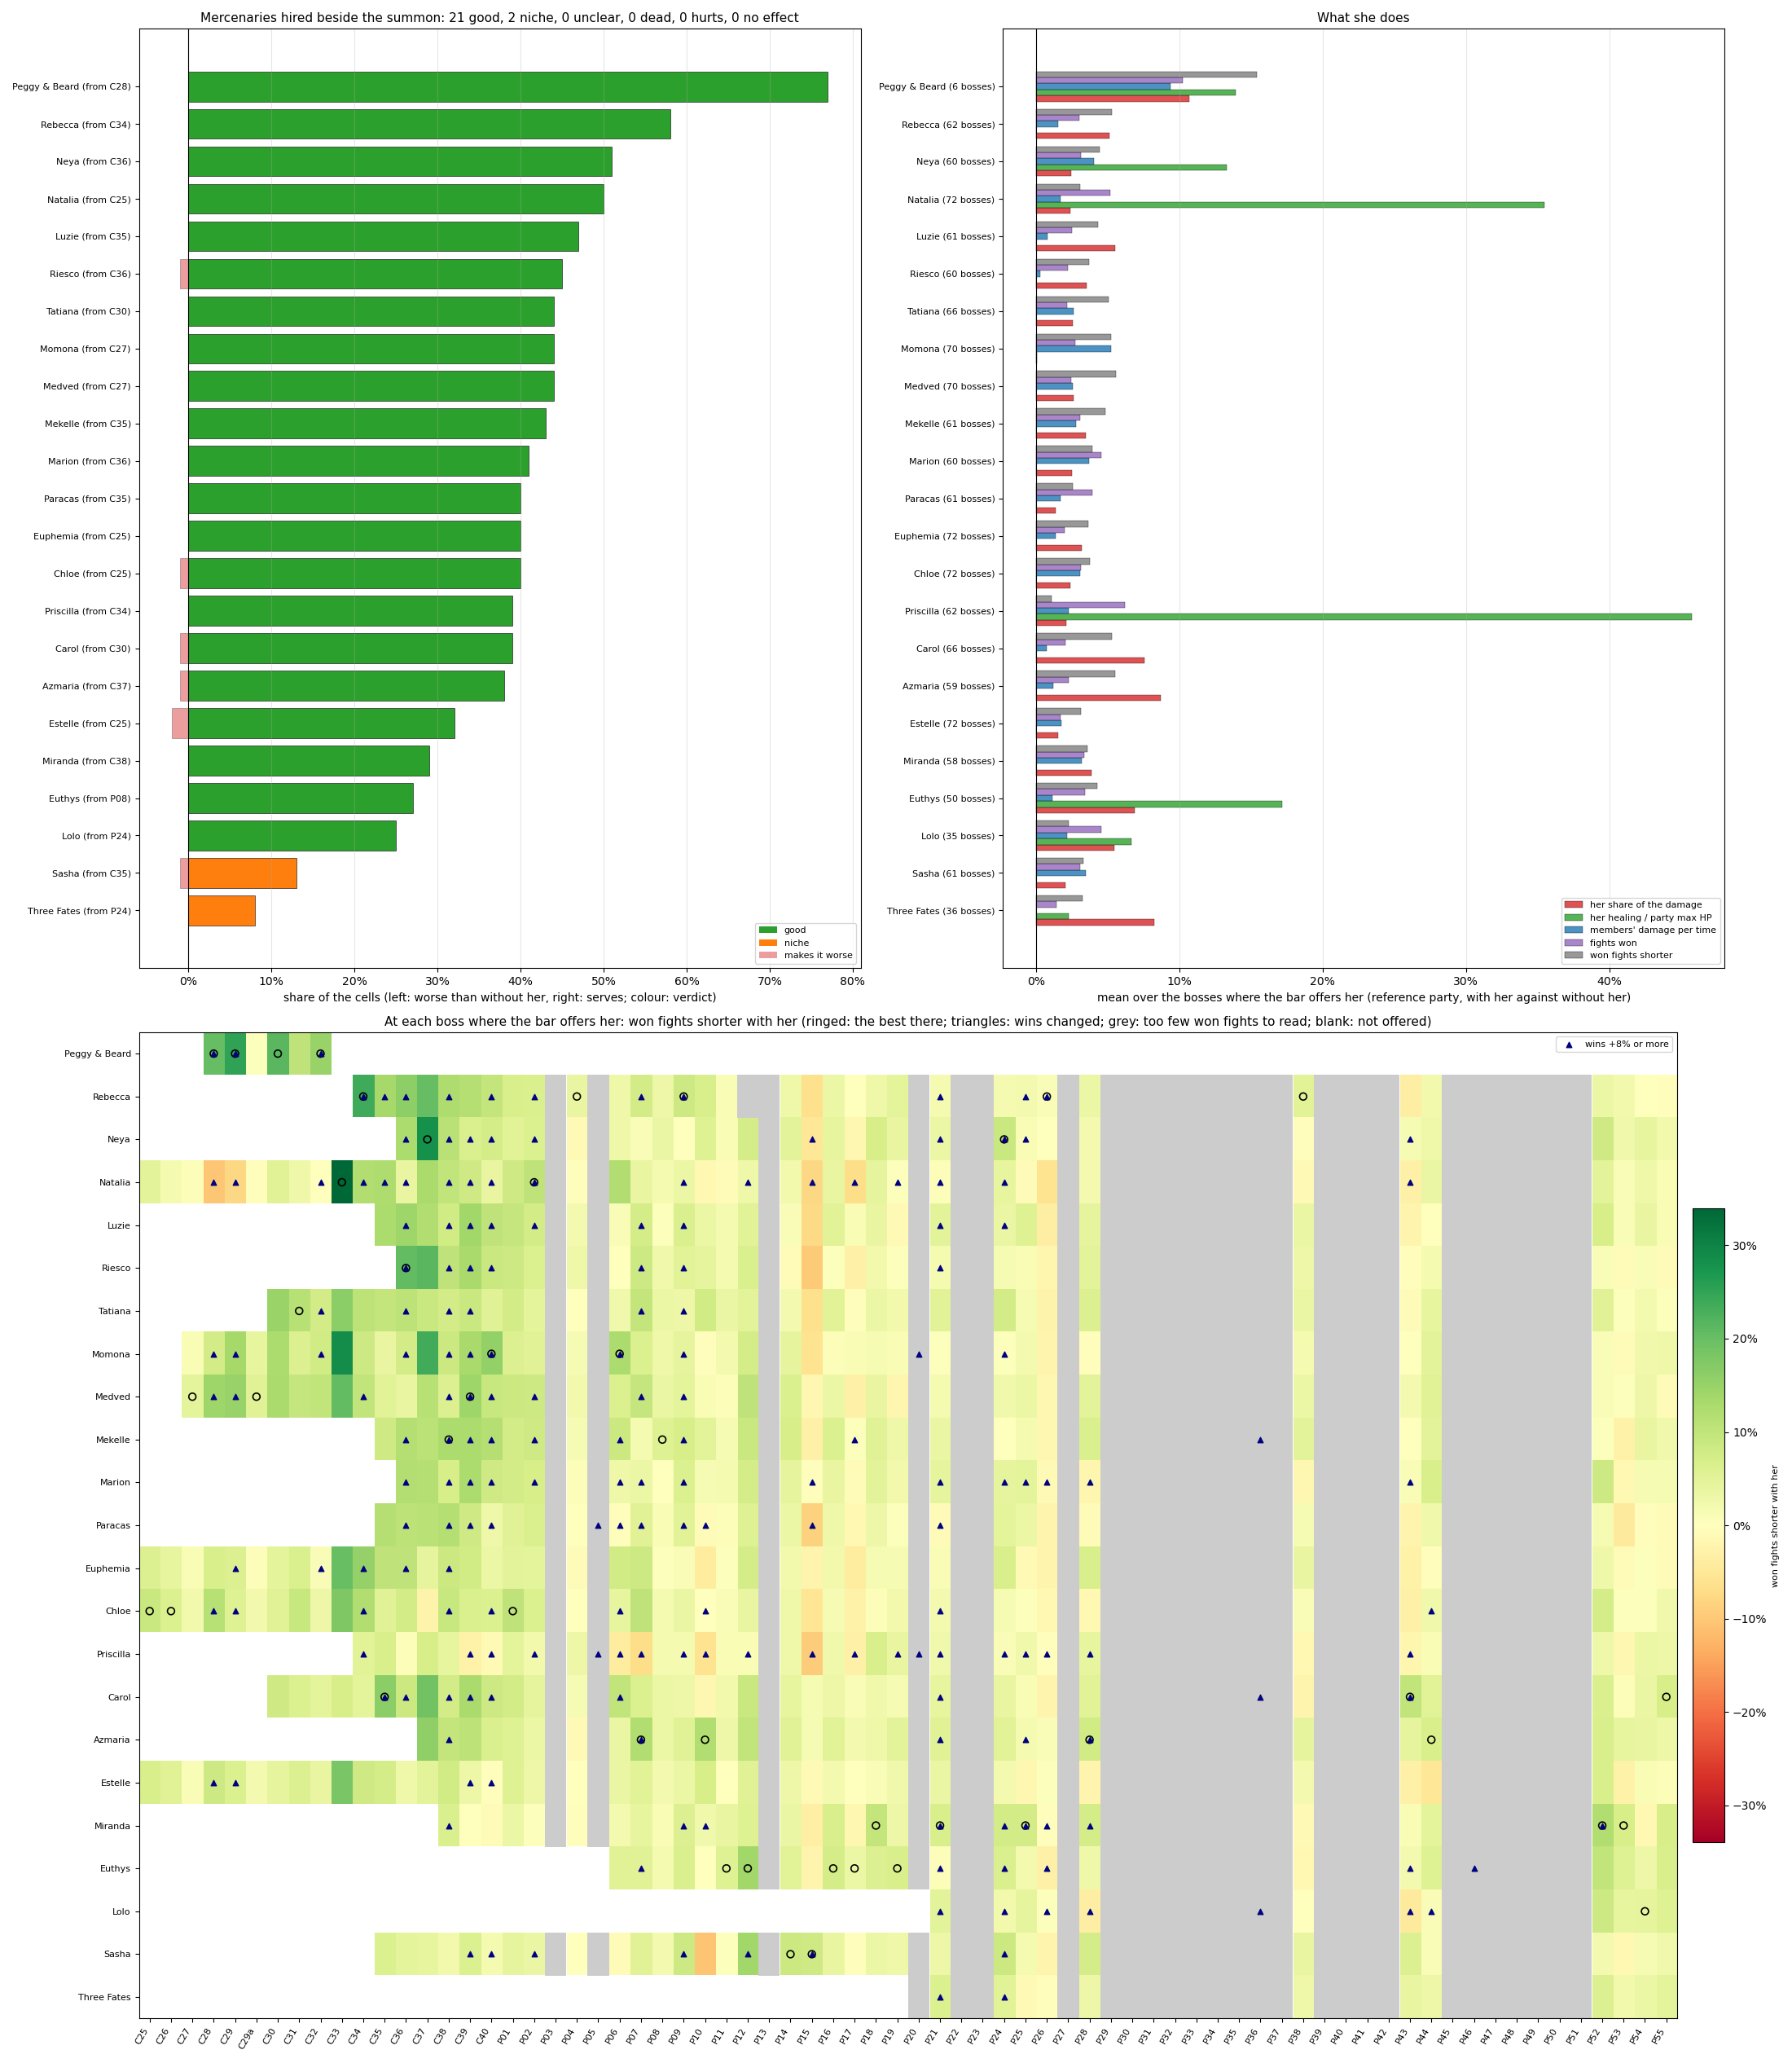 Mercenaries hired beside the summon: 21 good, 2 niche, 0 unclear, 0 dead, 0 hurts, 0 no effect
Peggy & Beard (from C28)
Rebecca (from C34)
Neya (from C36)
Natalia (from C25)
Luzie (from C35)
Riesco (from C36)
Tatiana (from C30)
Momona (from C27)
Medved (from C27)
Mekelle (from C35)
Marion (from C36)
Paracas (from C35)
Euphemia (from C25)
Chloe (from C25)
Priscilla (from C34)
Carol (from C30)
Azmaria (from C37)
Estelle (from C25)
Miranda (from C38)
Euthys (from P08)
Lolo (from P24)
Sasha (from C35)
Three Fates (from P24)
good
niche
makes it worse
0% 10% 20% 30% 40% 50% 60% 70% 80%
share of the cells (left: worse than without her, right: serves; colour: verdict)
What she does
Peggy & Beard (6 bosses)
Rebecca (62 bosses)
Neya (60 bosses)
Natalia (72 bosses)
Luzie (61 bosses)
Riesco (60 bosses)
Tatiana (66 bosses)
Momona (70 bosses)
Medved (70 bosses)
Mekelle (61 bosses)
Marion (60 bosses)
Paracas (61 bosses)
Euphemia (72 bosses)
Chloe (72 bosses)
Priscilla (62 bosses)
Carol (66 bosses)
Azmaria (59 bosses)
Estelle (72 bosses)
Miranda (58 bosses)
Euthys (50 bosses)
Lolo (35 bosses)
Sasha (61 bosses)
Three Fates (36 bosses)
her share of the damage
her healing / party max HP
members' damage per time
fights won
won fights shorter
0% 10% 20% 30% 40%
mean over the bosses where the bar offers her (reference party, with her against without her)
At each boss where the bar offers her: won fights shorter with her (ringed: the best there; triangles: wins changed; grey: too few won fights to read; blank: not offered)
wins +8% or more
Peggy & Beard
Rebecca
Neya
Natalia
Luzie
Riesco
Tatiana
Momona
Medved
Mekelle
Marion
Paracas
Euphemia
Chloe
Priscilla
Carol
Azmaria
Estelle
Miranda
Euthys
Lolo
Sasha
Three Fates
C25 C26 C27 C28 C29 C29a C30 C31 C32 C33 C34 C35 C36 C37 C38 C39 C40 P01 P02 P03 P04 P05 P06 P07 P08 P09 P10 P11 P12 P13 P14 P15 P16 P17 P18 P19 P20 P21 P22 P23 P24 P25 P26 P27 P28 P29 P30 P31 P32 P33 P34 P35 P36 P37 P38 P39 P40 P41 P42 P43 P44 P45 P46 P47 P48 P49 P50 P51 P52 P53 P54 P55
30%
20%
10%
0%
−10%
−20%
−30%
won fights shorter with her